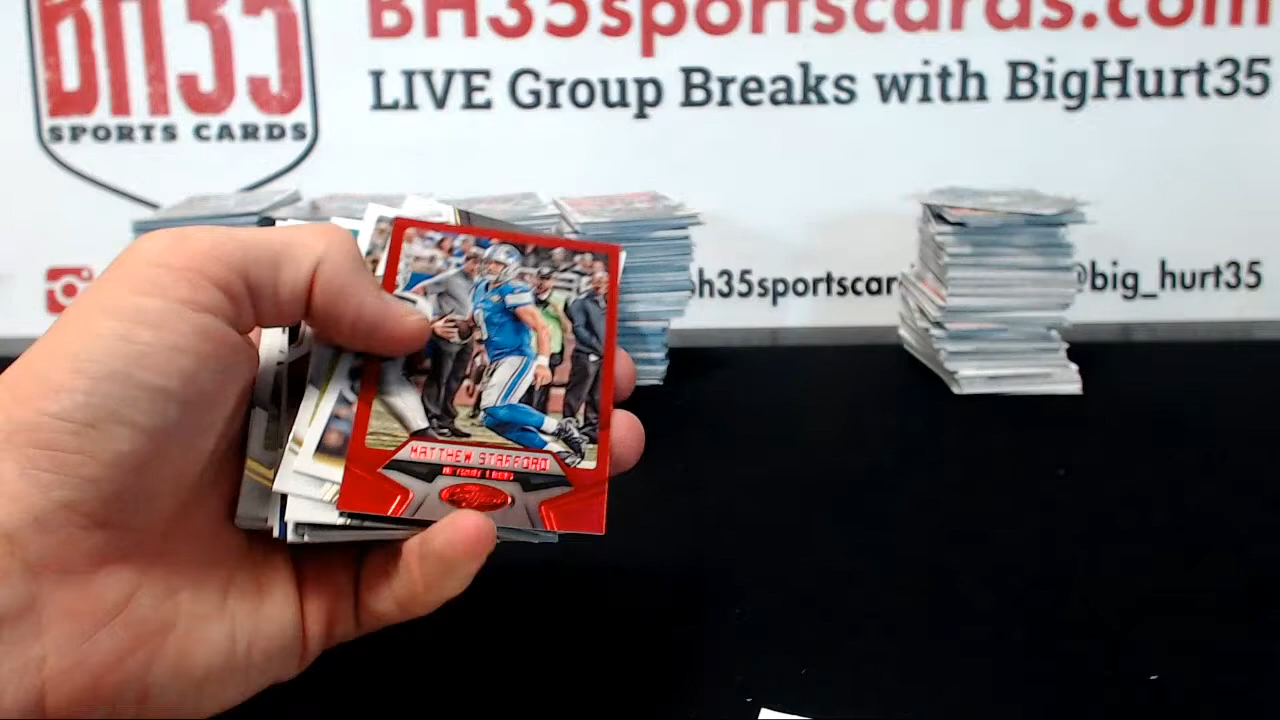 BH35
SPORTS CARDS
BH35sportscards.com
LIVE Group Breaks with BigHurt35
h35sportscar
@big_hurt35
MATTHEW STAFFORD